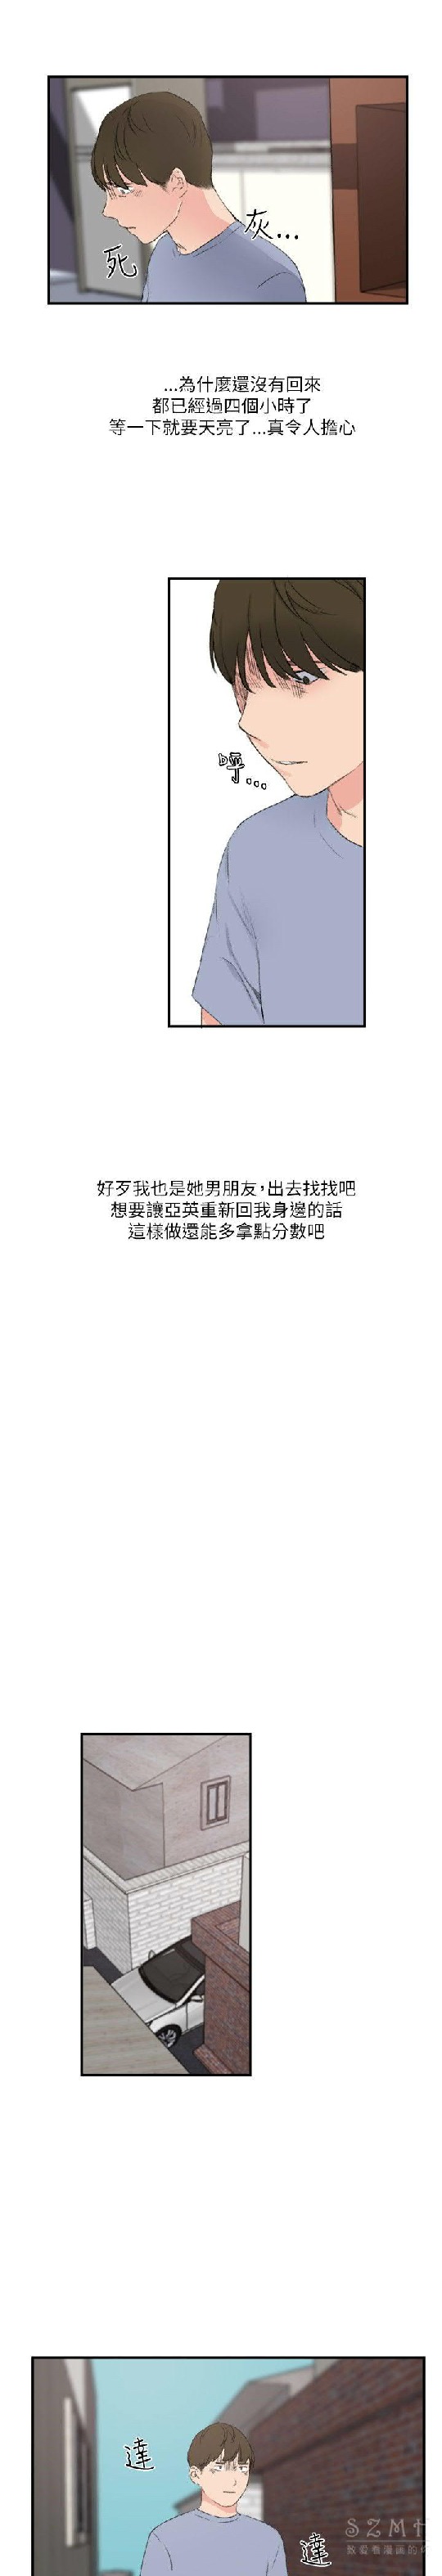 死
灰...
...為什麼還沒有回來
都已經過四個小時了
等一下就要天亮了...真令人擔心
呼...
好歹我也是她男朋友，出去找找吧
想要讓亞英重新回我身邊的話
這樣做還能多拿點分數吧
達
達
SZMH